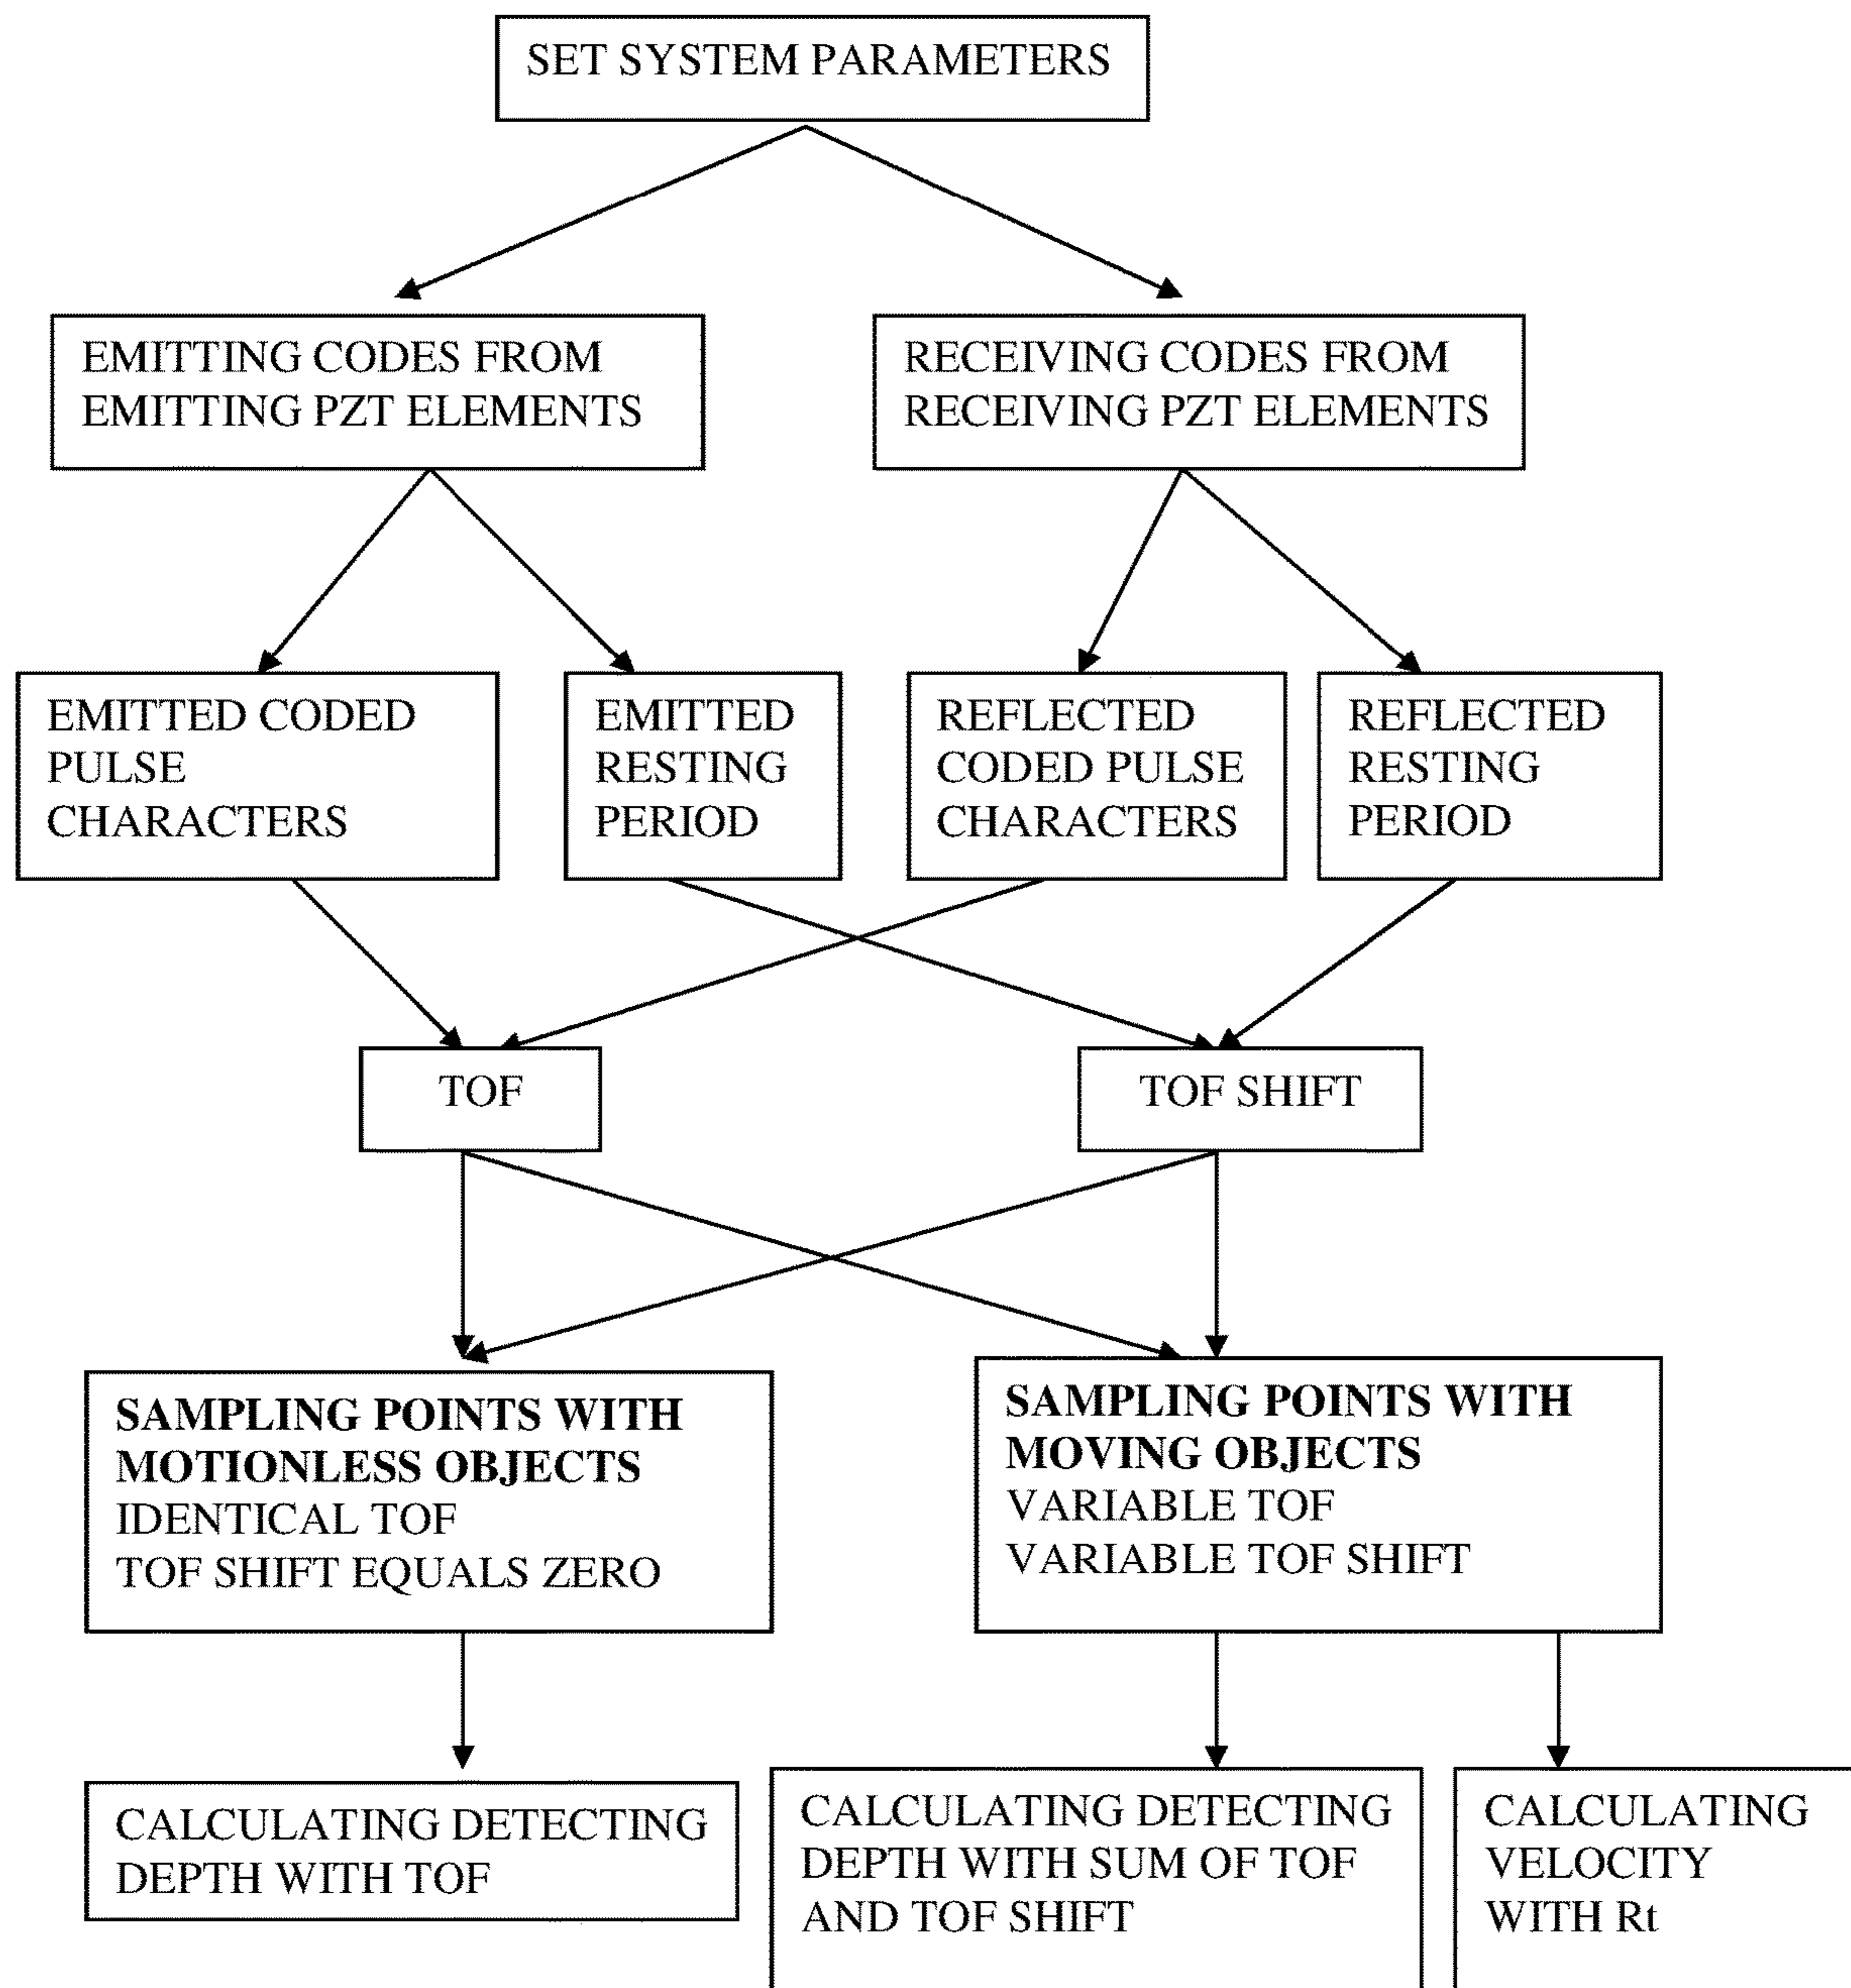 SET SYSTEM PARAMETERS
EMITTING CODES FROM
EMITTING PZT ELEMENTS
RECEIVING CODES FROM
RECEIVING PZT ELEMENTS
EMITTED CODED
PULSE
CHARACTERS
EMITTED
RESTING
PERIOD
REFLECTED
CODED PULSE
CHARACTERS
REFLECTED
RESTING
PERIOD
TOF
TOF SHIFT
SAMPLING POINTS WITH
MOTIONLESS OBJECTS
IDENTICAL TOF
TOF SHIFT EQUALS ZERO
SAMPLING POINTS WITH
MOVING OBJECTS
VARIABLE TOF
VARIABLE TOF SHIFT
CALCULATING DETECTING
DEPTH WITH TOF
CALCULATING DETECTING
DEPTH WITH SUM OF TOF
AND TOF SHIFT
CALCULATING
VELOCITY
WITH Rt